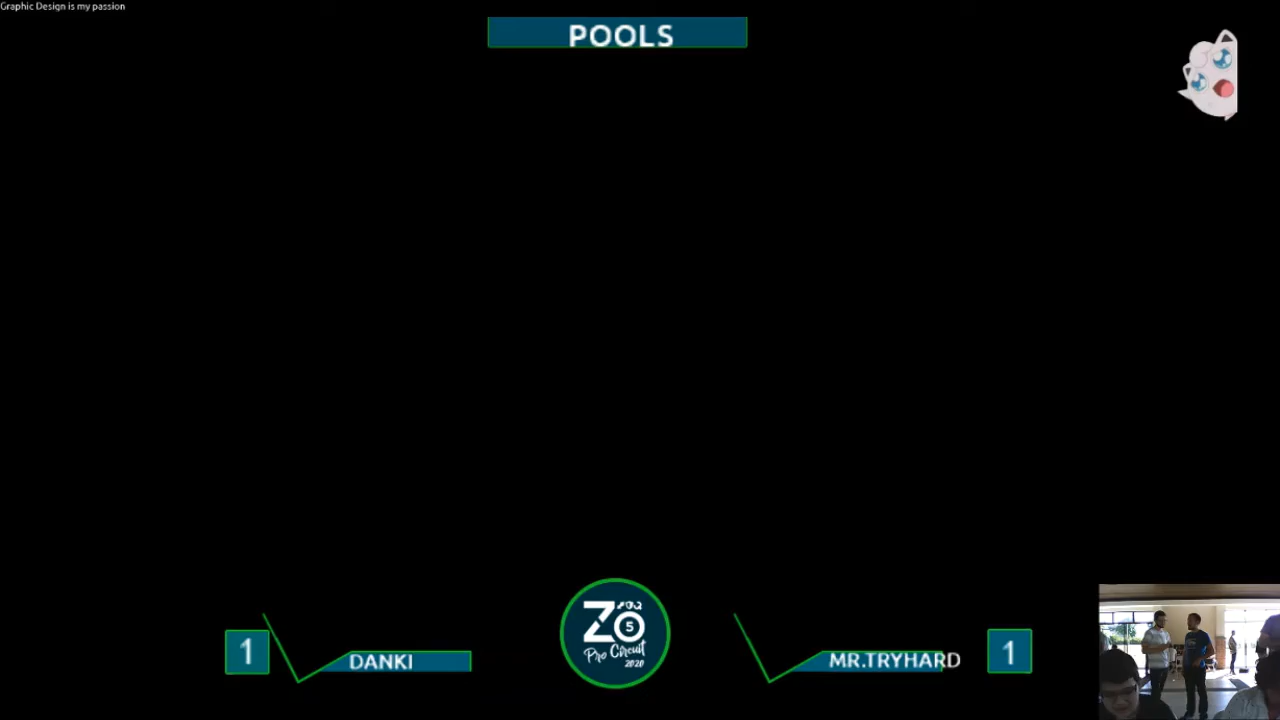 Graphic Design is my passion
POOLS
1
DANKI
ZO
5
Pro Circuit
2020
MR.TRYHARD
1